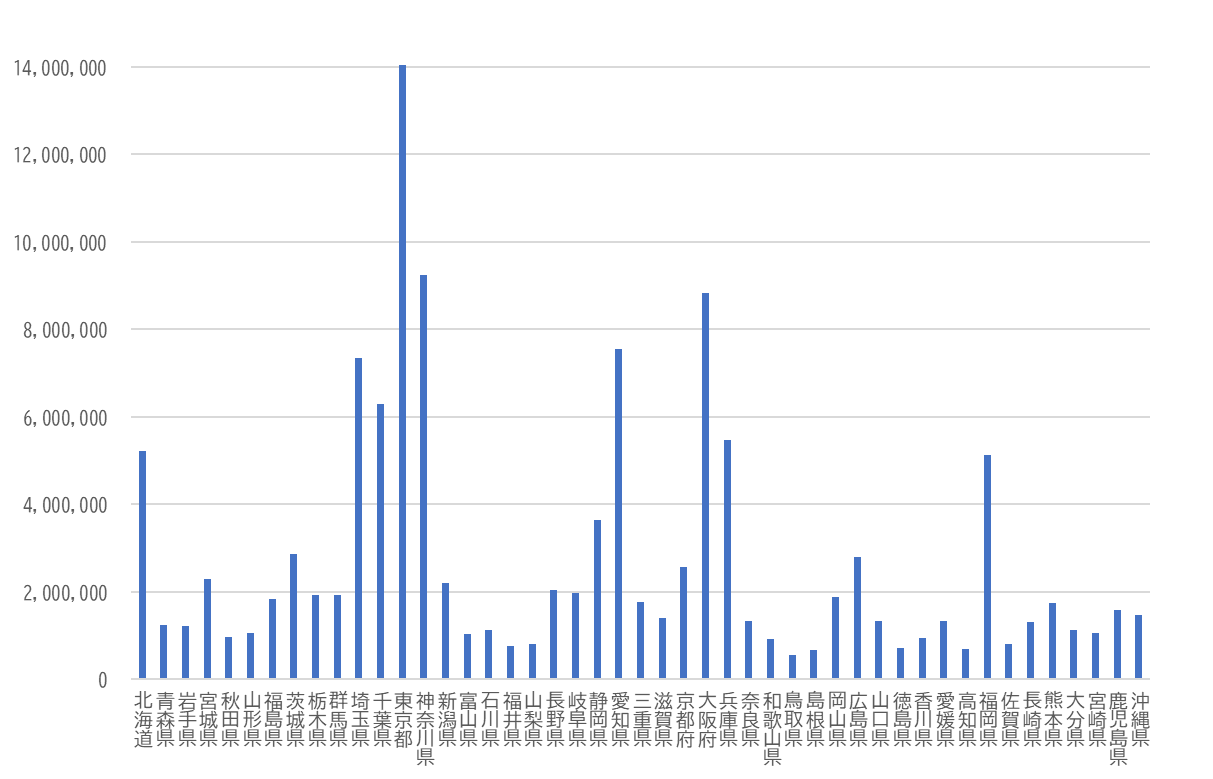 14,000,000
12,000,000
10,000,000
8,000,000
6,000,000
4,000,000
2,000,000
0
北海道
青森県
岩手県
宮城県
秋田県
山形県
福島県
茨城県
栃木県
群馬県
埼玉県
千葉県
東京都
神奈川県
新潟県
富山県
石川県
福井県
山梨県
長野県
岐阜県
静岡県
愛知県
三重県
滋賀県
京都府
大阪府
兵庫県
奈良県
和歌山県
鳥取県
島根県
岡山県
広島県
山口県
徳島県
香川県
愛媛県
高知県
福岡県
佐賀県
長崎県
熊本県
大分県
宮崎県
鹿児島県
沖縄県